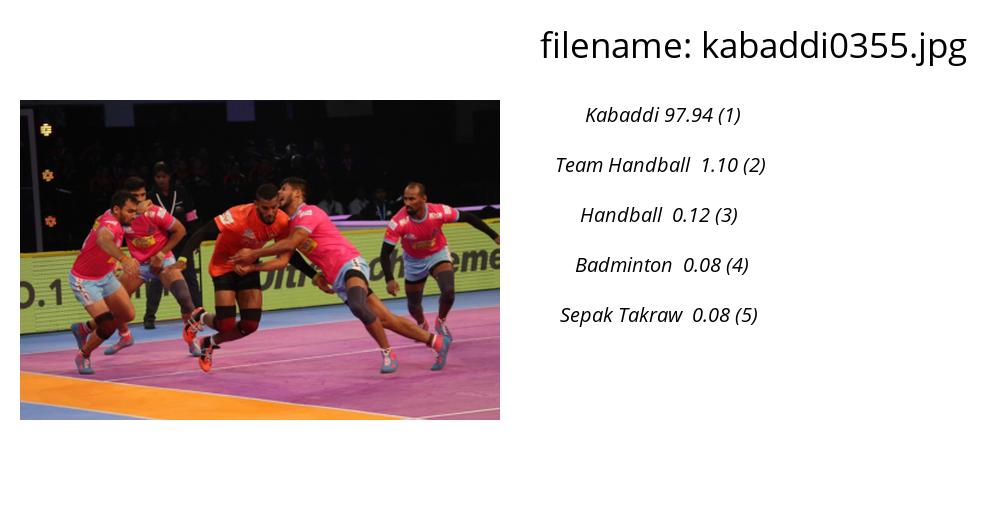 filename: kabaddi0355.jpg
Kabaddi 97.94 (1)
Team Handball 1.10 (2)
Handball 0.12 (3)
Badminton 0.08 (4)
Sepak Takraw 0.08 (5)
O.1